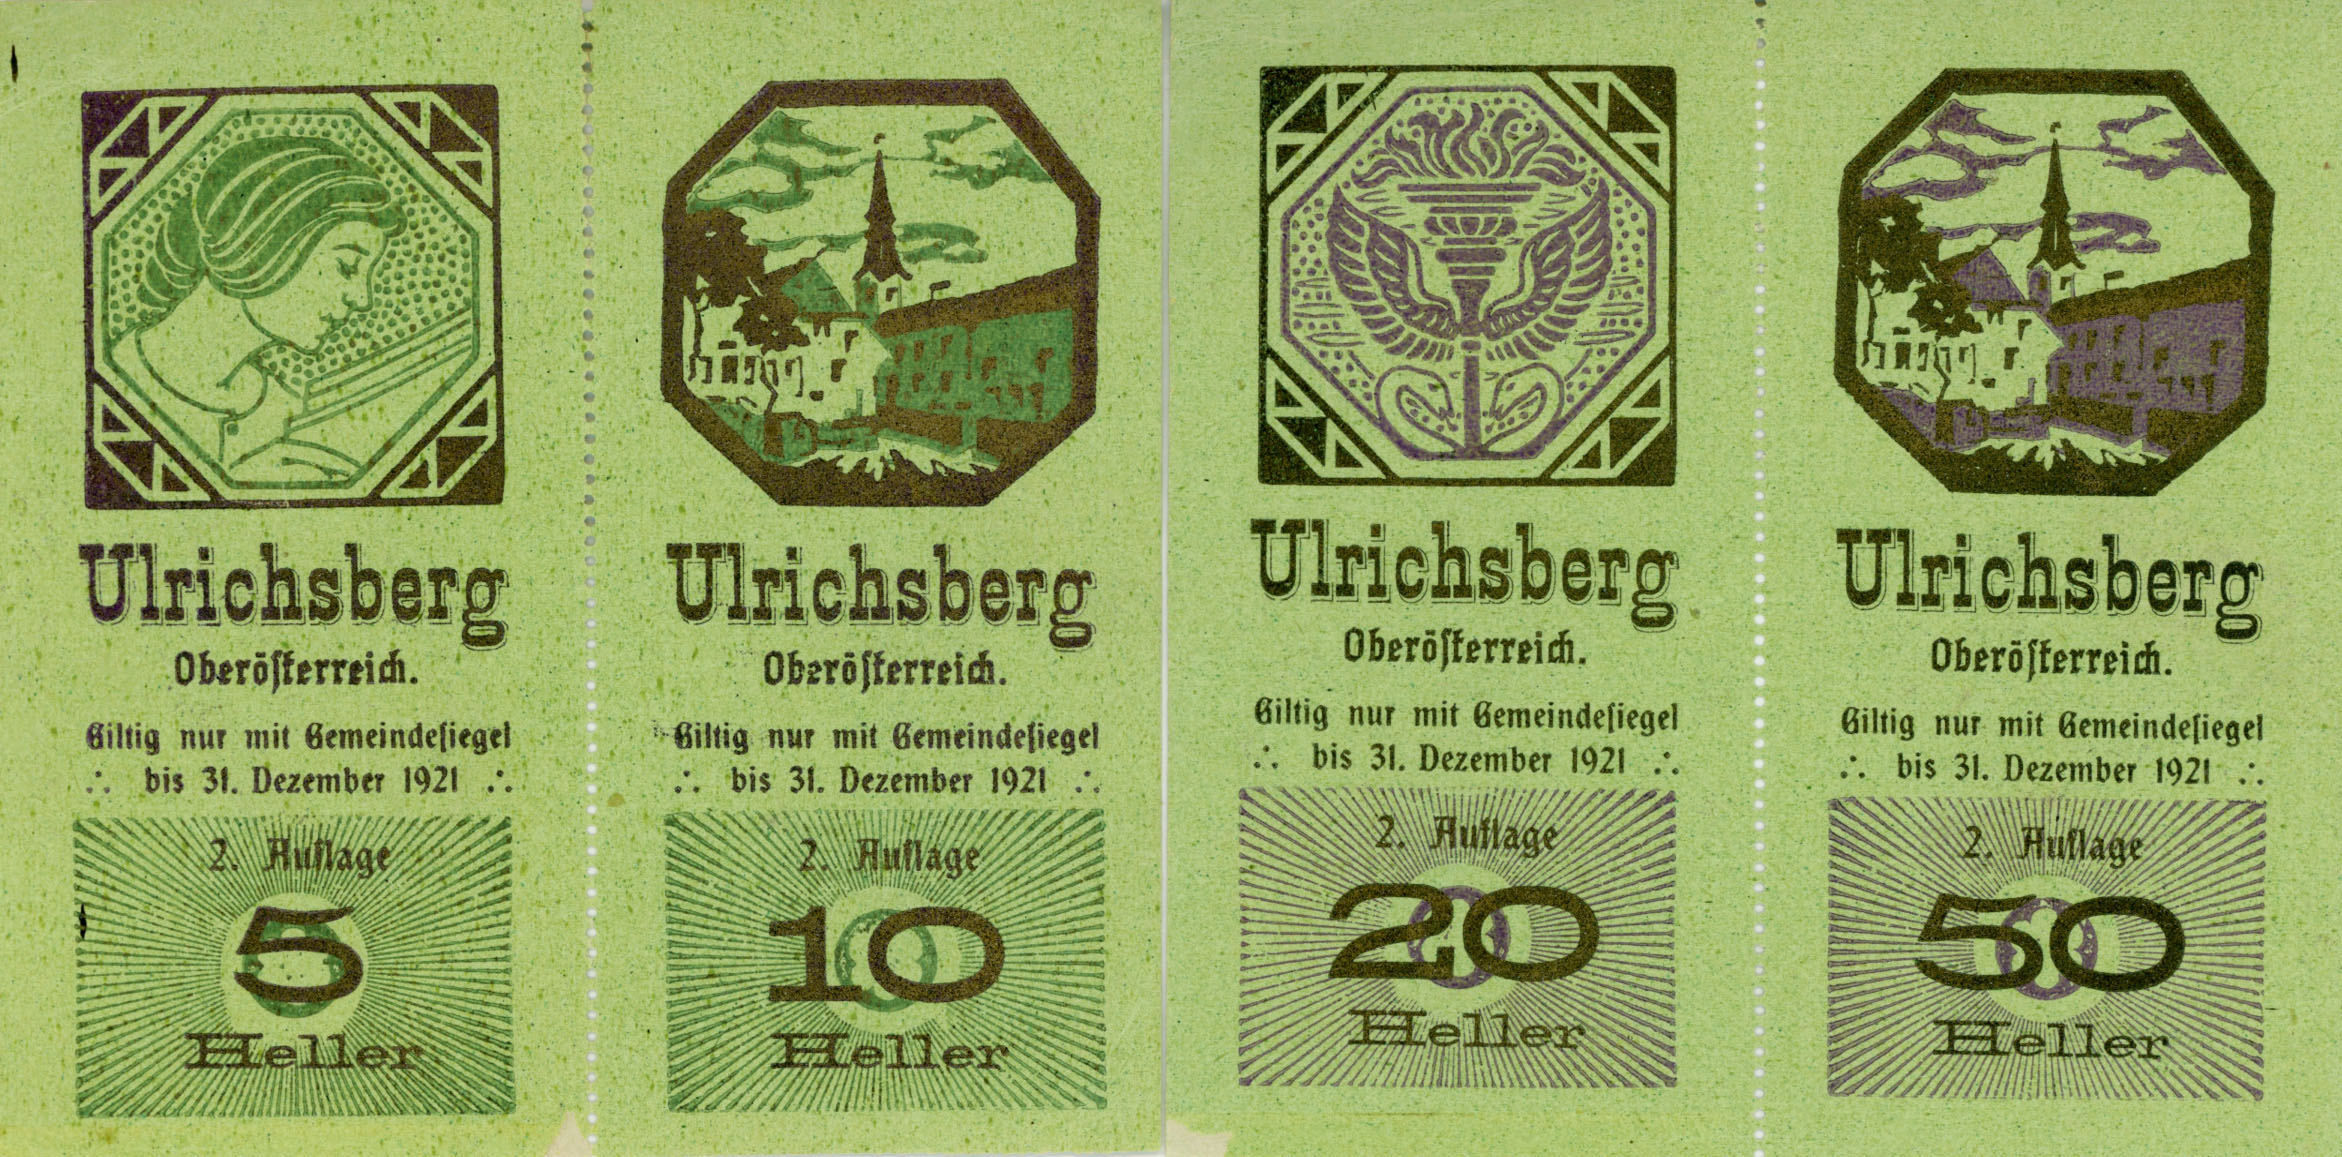 Ulrichsberg
Oberösterreich.
Giltig nur mit Gemeindesiegel
∴ bis 31. Dezember 1921 ∴
2. Auflage
5
Heller
Ulrichsberg
Oberösterreich.
Giltig nur mit Gemeindesiegel
∴ bis 31. Dezember 1921 ∴
2. Auflage
10
Heller
Ulrichsberg
Oberösterreich.
Giltig nur mit Gemeindesiegel
∴ bis 31. Dezember 1921 ∴
2. Auflage
20
Heller
Ulrichsberg
Oberösterreich.
Giltig nur mit Gemeindesiegel
∴ bis 31. Dezember 1921 ∴
2. Auflage
50
Heller